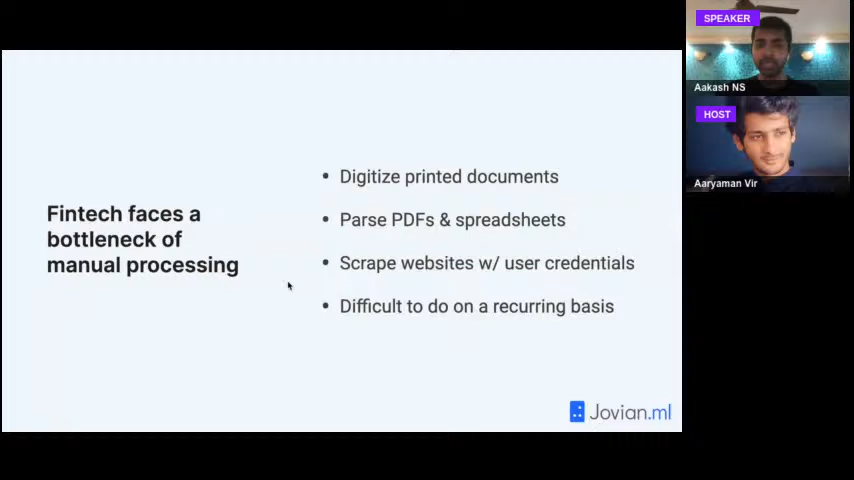 SPEAKER
Aakash NS
HOST
Aaryaman Vir
Fintech faces a
bottleneck of
manual processing
• Digitize printed documents
• Parse PDFs & spreadsheets
• Scrape websites w/ user credentials
• Difficult to do on a recurring basis
Jovian.ml